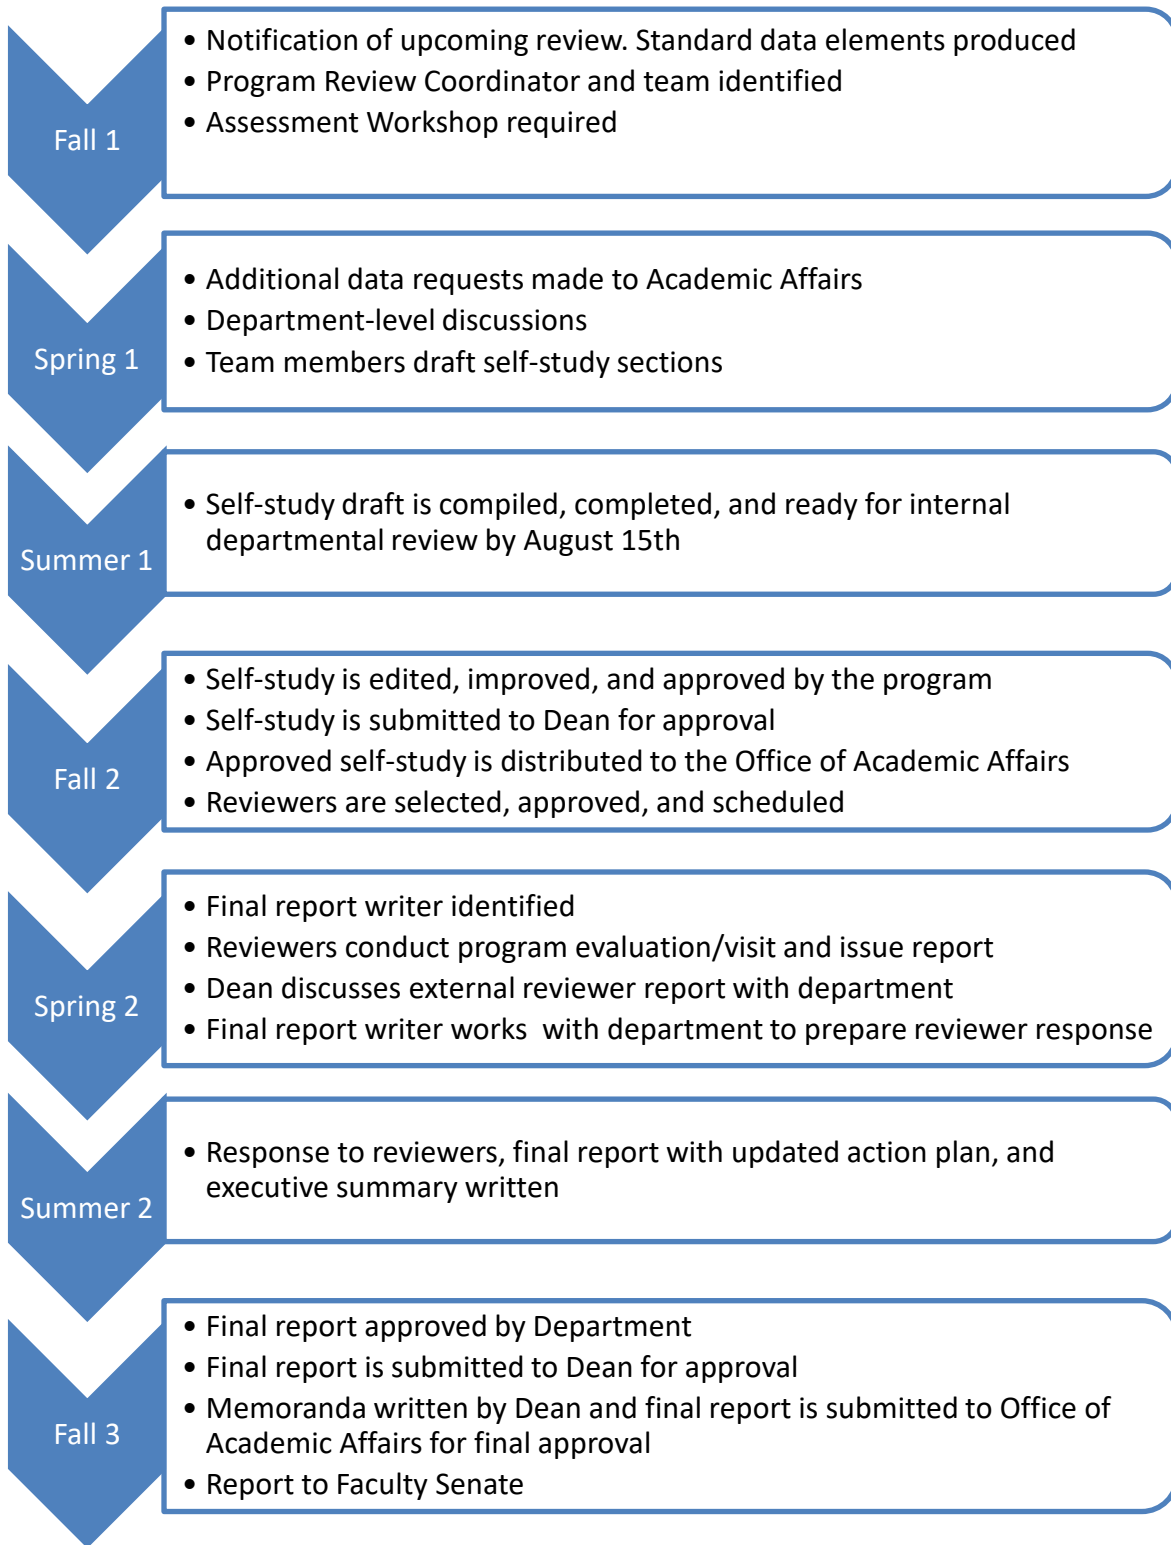 Fall 1
• Notification of upcoming review. Standard data elements produced
• Program Review Coordinator and team identified
• Assessment Workshop required
Spring 1
• Additional data requests made to Academic Affairs
• Department-level discussions
• Team members draft self-study sections
Summer 1
• Self-study draft is compiled, completed, and ready for internal
departmental review by August 15th
Fall 2
• Self-study is edited, improved, and approved by the program
• Self-study is submitted to Dean for approval
• Approved self-study is distributed to the Office of Academic Affairs
• Reviewers are selected, approved, and scheduled
Spring 2
• Final report writer identified
• Reviewers conduct program evaluation/visit and issue report
• Dean discusses external reviewer report with department
• Final report writer works  with department to prepare reviewer response
Summer 2
• Response to reviewers, final report with updated action plan, and
executive summary written
Fall 3
• Final report approved by Department
• Final report is submitted to Dean for approval
• Memoranda written by Dean and final report is submitted to Office of
Academic Affairs for final approval
• Report to Faculty Senate